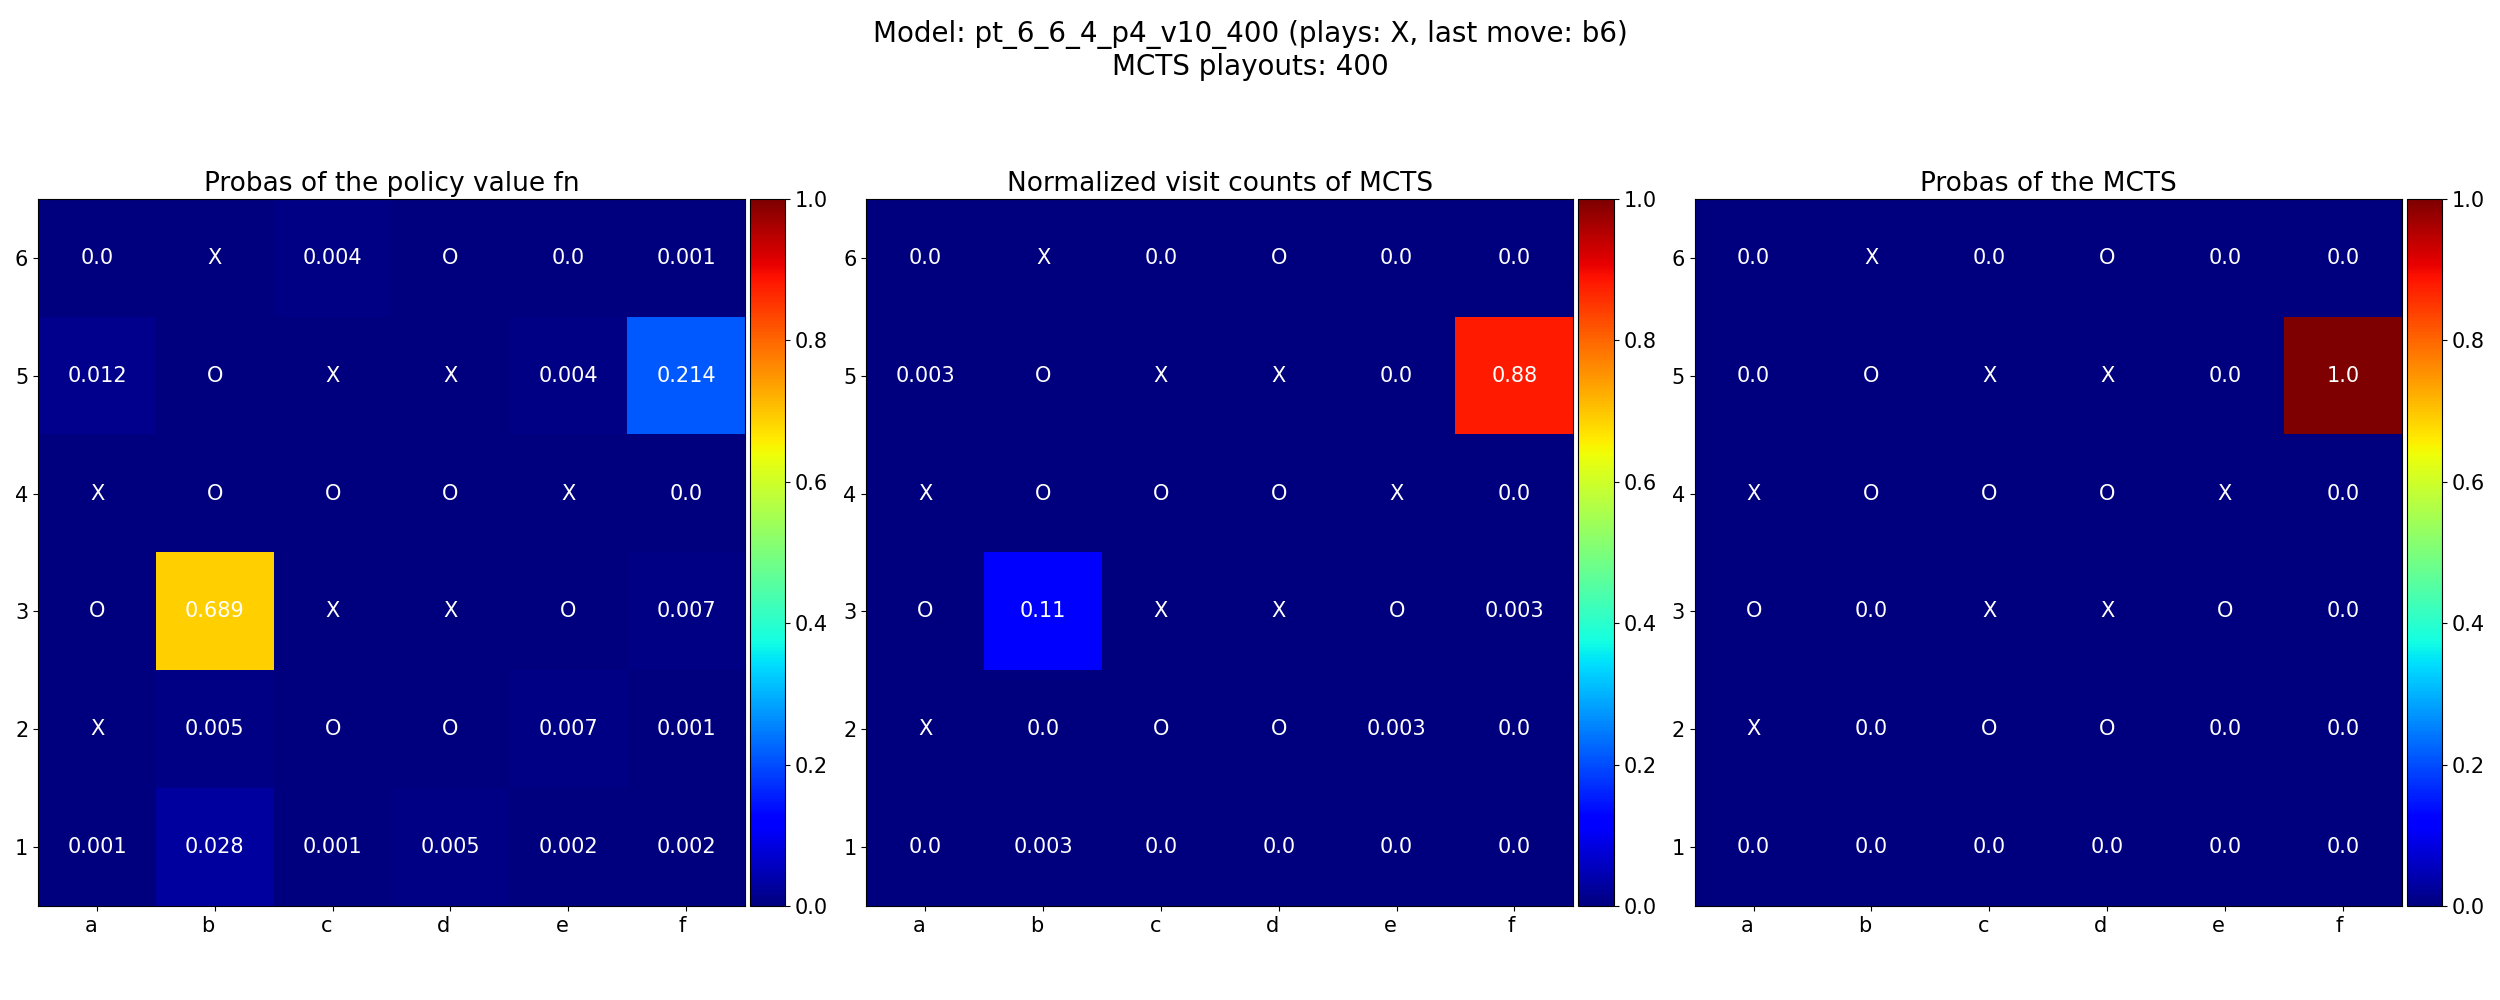 Model: pt_6_6_4_p4_v10_400 (plays: X, last move: b6)
MCTS playouts: 400
Probas of the policy value fn
6 0.0 X 0.004 O 0.0 0.001
5 0.012 O X X 0.004 0.214
4 X O O O X 0.0
3 O 0.689 X X O 0.007
2 X 0.005 O O 0.007 0.001
1 0.001 0.028 0.001 0.005 0.002 0.002
a b c d e f
1.0
0.8
0.6
0.4
0.2
0.0
Normalized visit counts of MCTS
6 0.0 X 0.0 O 0.0 0.0
5 0.003 O X X 0.0 0.88
4 X O O O X 0.0
3 O 0.11 X X O 0.003
2 X 0.0 O O 0.003 0.0
1 0.0 0.003 0.0 0.0 0.0 0.0
a b c d e f
1.0
0.8
0.6
0.4
0.2
0.0
Probas of the MCTS
6 0.0 X 0.0 O 0.0 0.0
5 0.0 O X X 0.0 1.0
4 X O O O X 0.0
3 O 0.0 X X O 0.0
2 X 0.0 O O 0.0 0.0
1 0.0 0.0 0.0 0.0 0.0 0.0
a b c d e f
1.0
0.8
0.6
0.4
0.2
0.0